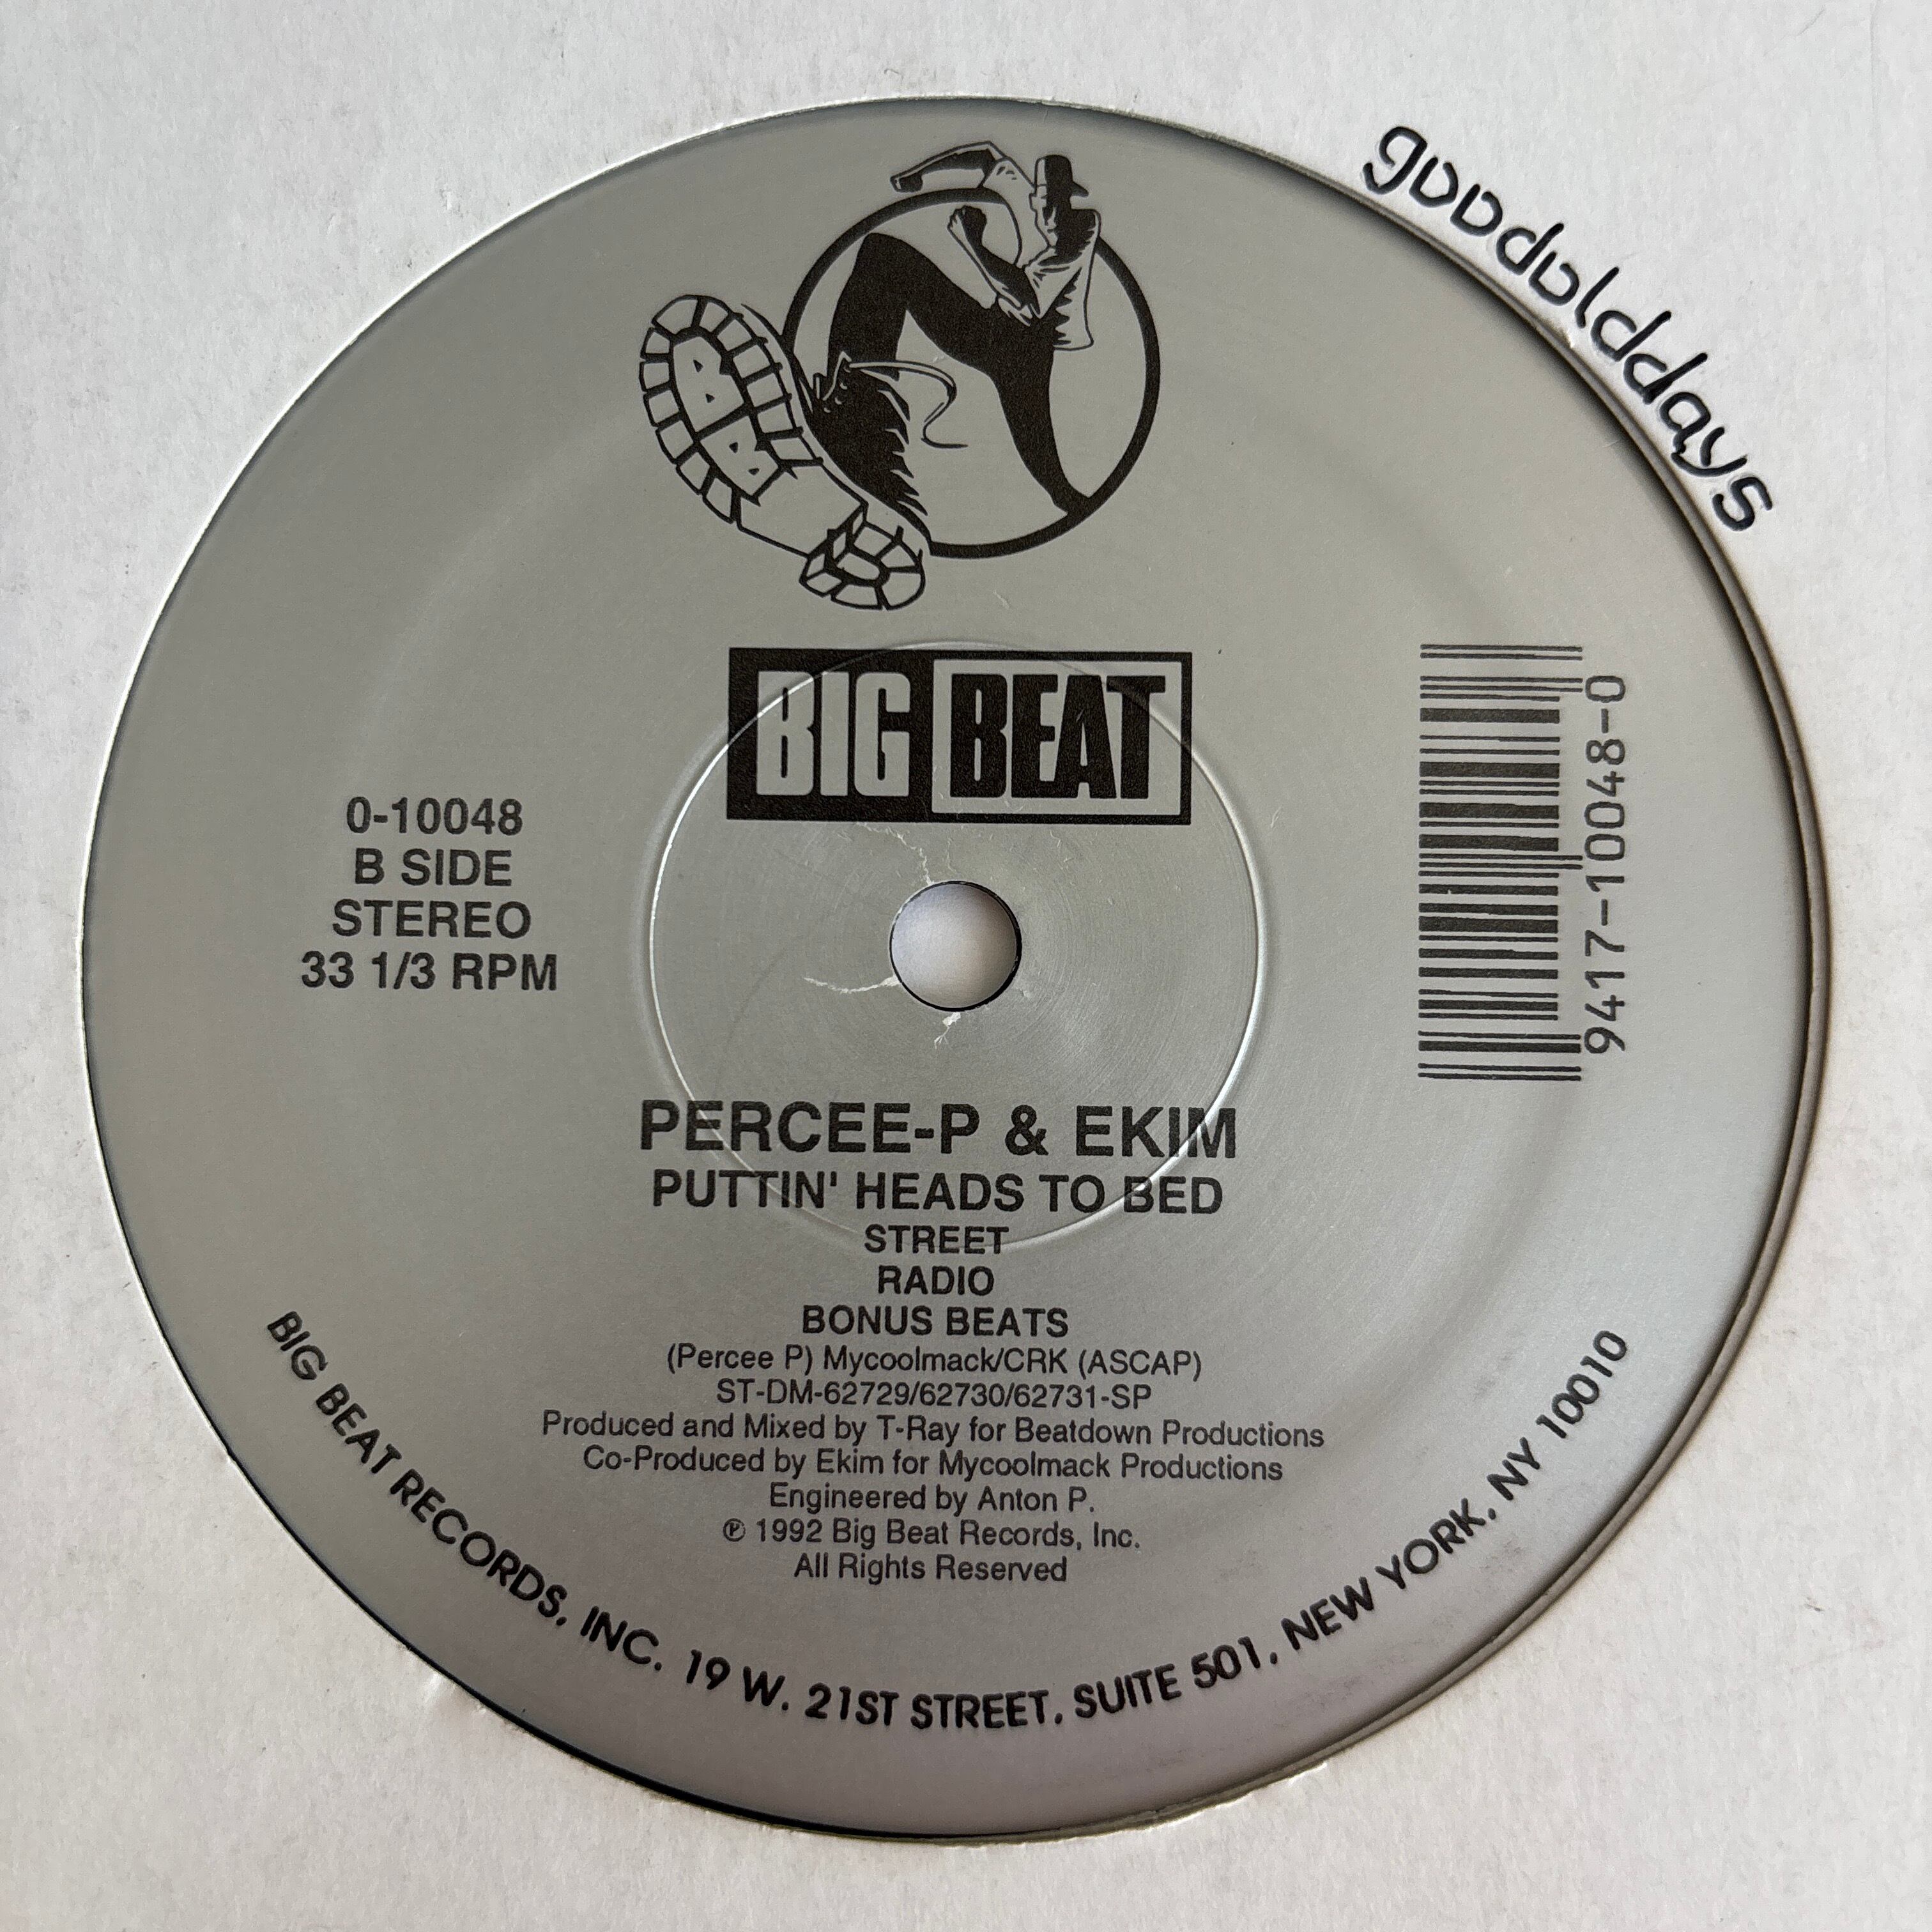 goodolddays
BB
BIG BEAT
0-10048
B SIDE
STEREO
33 1/3 RPM
9417-10048-0
PERCEE-P & EKIM
PUTTIN' HEADS TO BED
STREET
RADIO
BONUS BEATS
(Percee P) Mycoolmack/CRK (ASCAP)
ST-DM-62729/62730/62731-SP
Produced and Mixed by T-Ray for Beatdown Productions
Co-Produced by Ekim for Mycoolmack Productions
Engineered by Anton P.
℗ 1992 Big Beat Records, Inc.
All Rights Reserved
BIG BEAT RECORDS, INC. 19 W. 21ST STREET, SUITE 501, NEW YORK, NY 10010